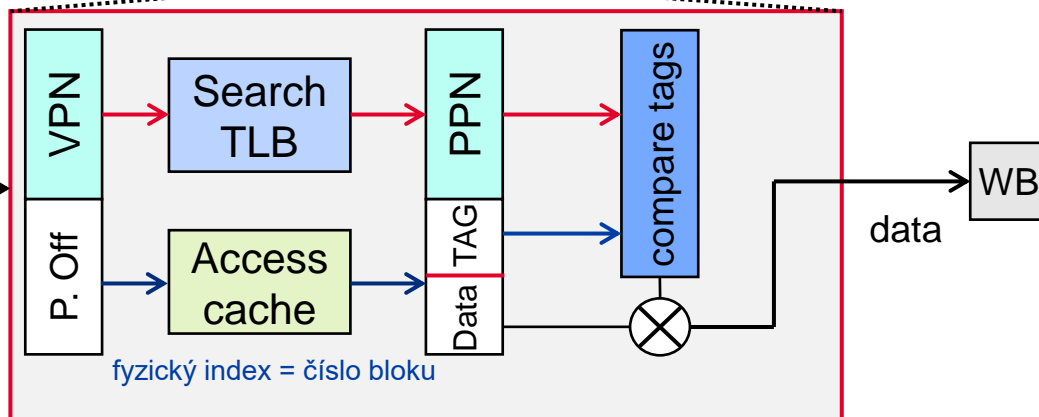 VPN
Search
TLB
PPN
compare tags
WB
P. Off
Access
cache
TAG
Data
data
fyzický index = číslo bloku